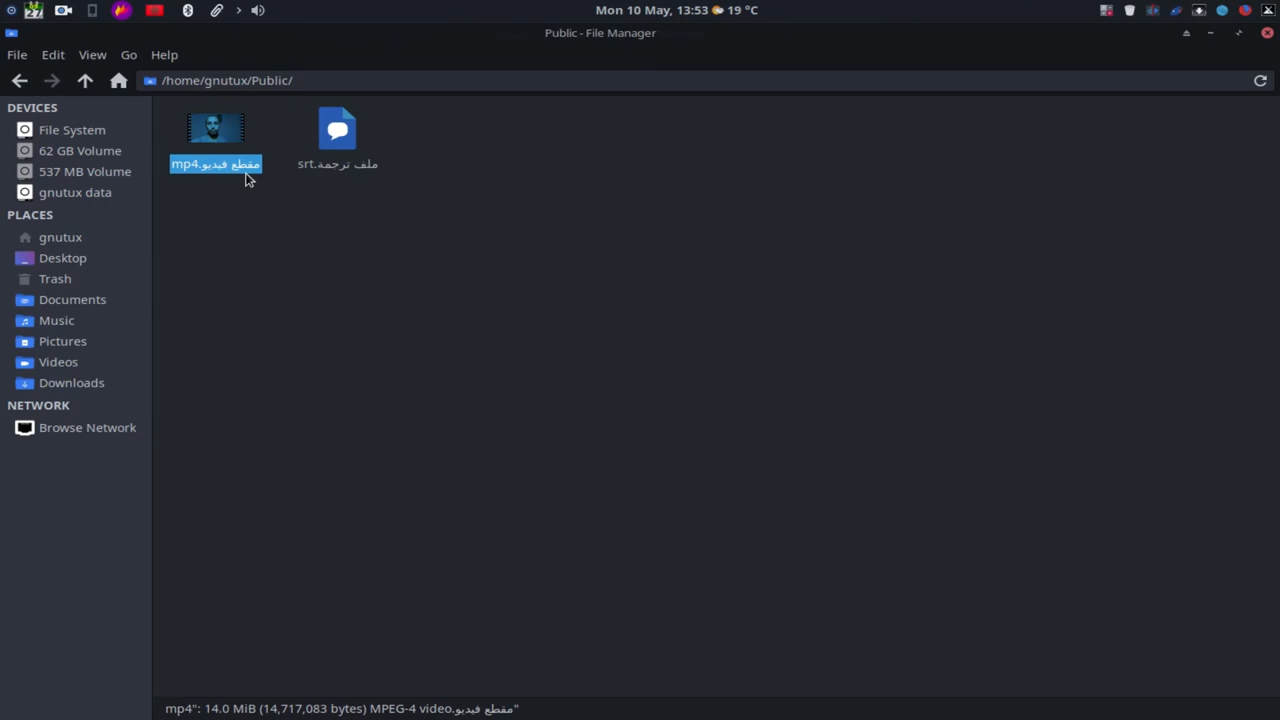 27
Mon 10 May, 13:53 19 °C
Public - File Manager
File Edit View Go Help
/home/gnutux/Public/
DEVICES
File System
62 GB Volume
537 MB Volume
gnutux data
PLACES
gnutux
Desktop
Trash
Documents
Music
Pictures
Videos
Downloads
NETWORK
Browse Network
مقطع فيديو.mp4
ملف ترجمة.srt
"مقطع فيديو.mp4": 14.0 MiB (14,717,083 bytes) MPEG-4 video